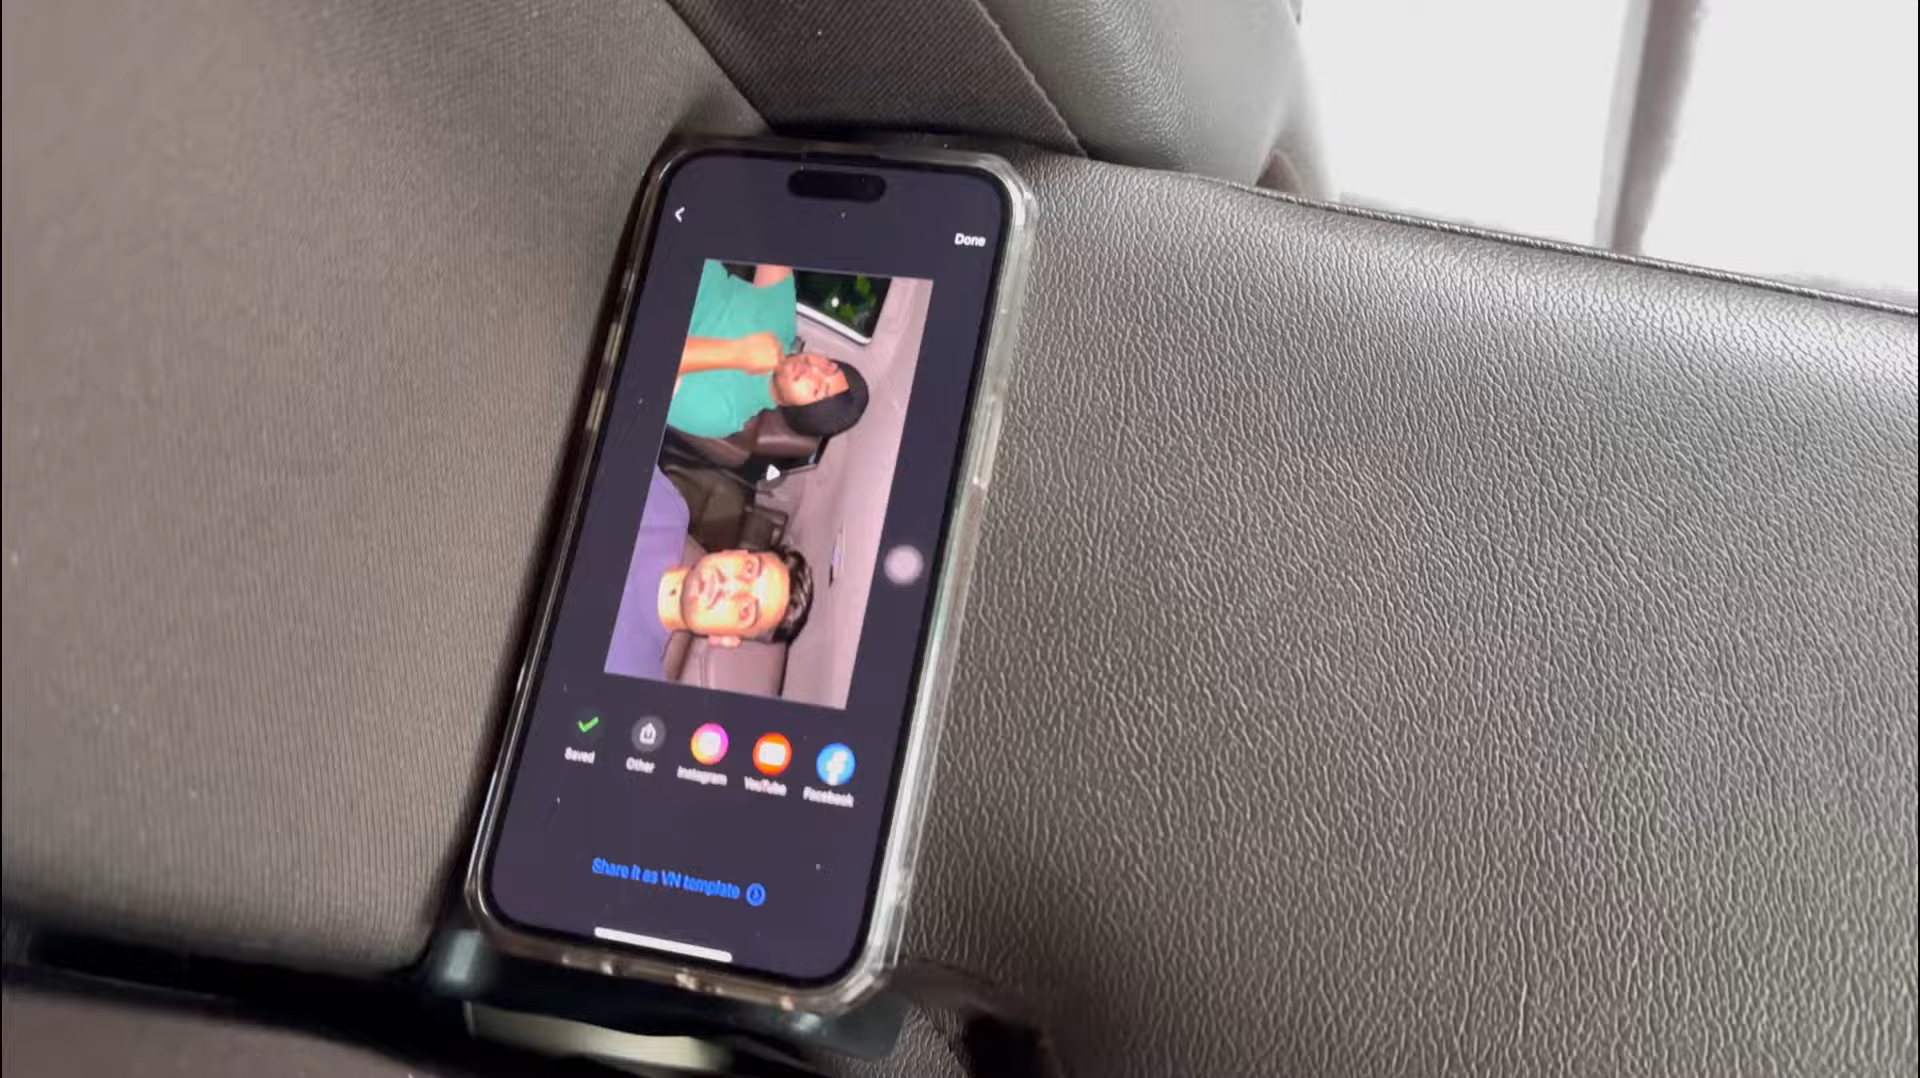 Done
Saved
Other
Instagram
YouTube
Facebook
Share it as VN template